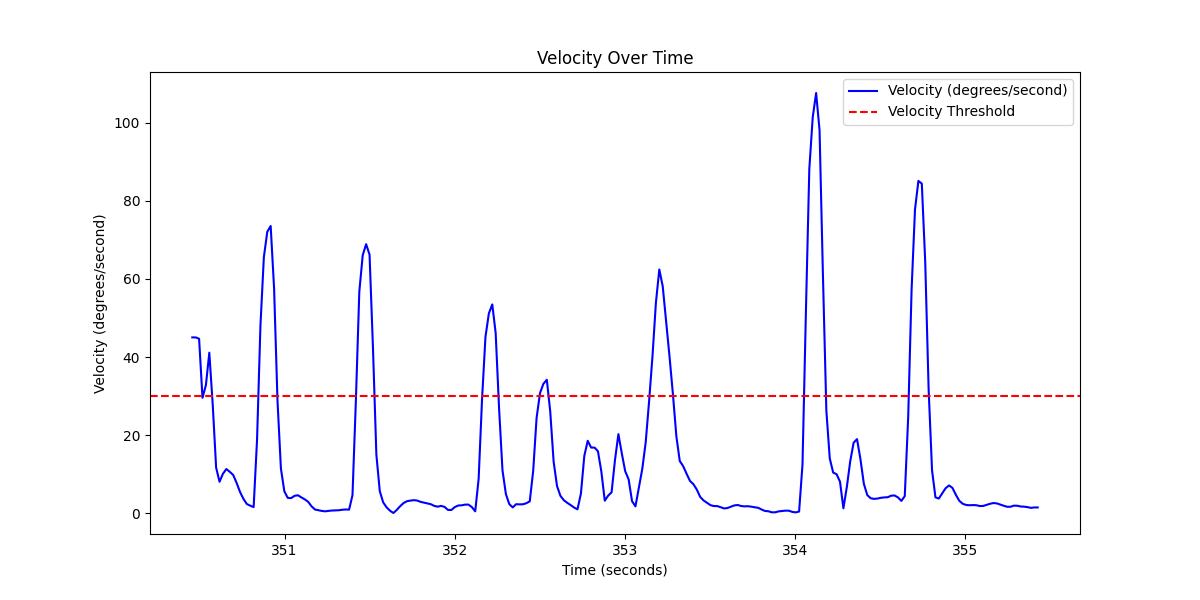 Velocity Over Time
Velocity (degrees/second)
Velocity Threshold
100
80
60
40
20
0
Velocity (degrees/second)
351
352
353
354
355
Time (seconds)